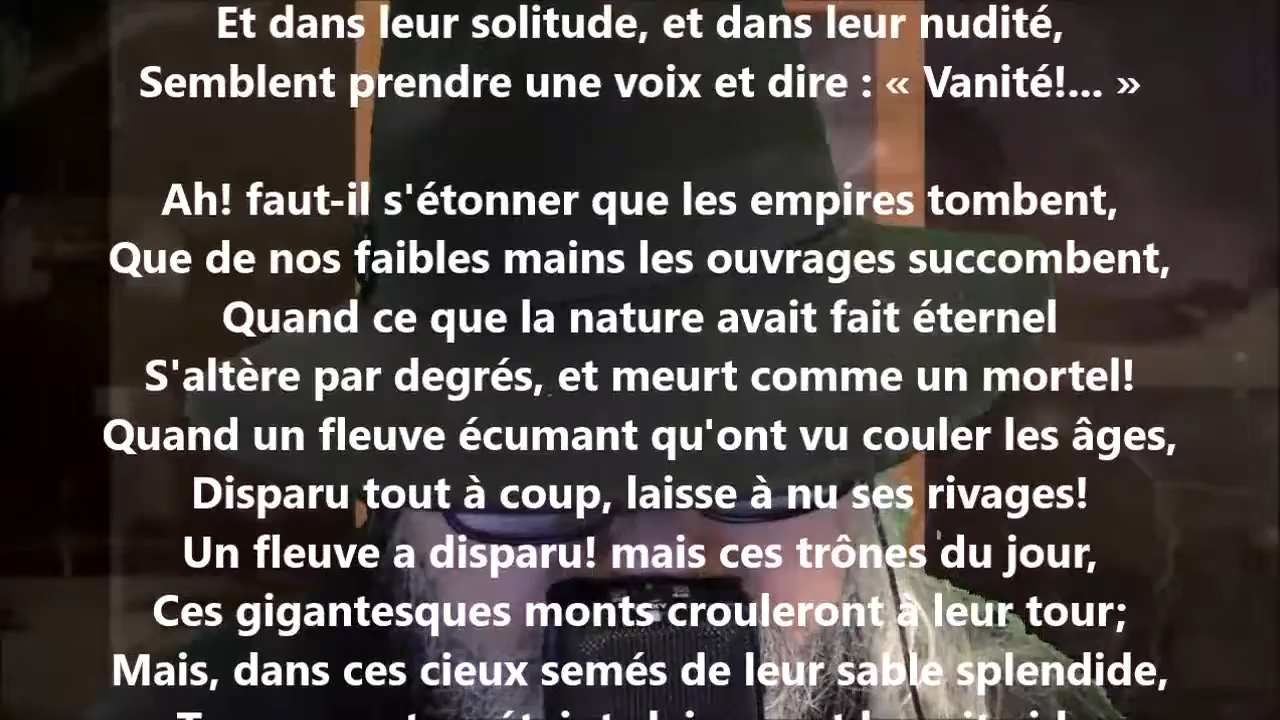 Et dans leur solitude, et dans leur nudité,
Semblent prendre une voix et dire : « Vanité!... »
Ah! faut-il s'étonner que les empires tombent,
Que de nos faibles mains les ouvrages succombent,
Quand ce que la nature avait fait éternel
S'altère par degrés, et meurt comme un mortel!
Quand un fleuve écumant qu'ont vu couler les âges,
Disparu tout à coup, laisse à nu ses rivages!
Un fleuve a disparu! mais ces trônes du jour,
Ces gigantesques monts crouleront à leur tour;
Mais, dans ces cieux semés de leur sable splendide,